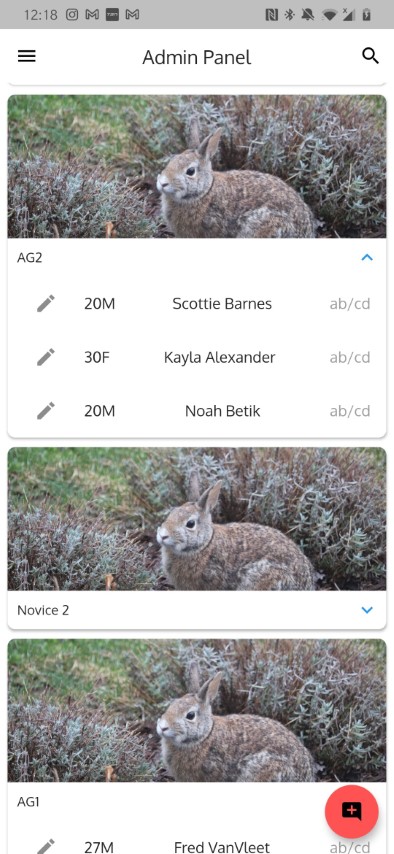 12:18
Admin Panel
AG2
20M Scottie Barnes ab/cd
30F Kayla Alexander ab/cd
20M Noah Betik ab/cd
Novice 2
AG1
27M Fred VanVleet ab/cd